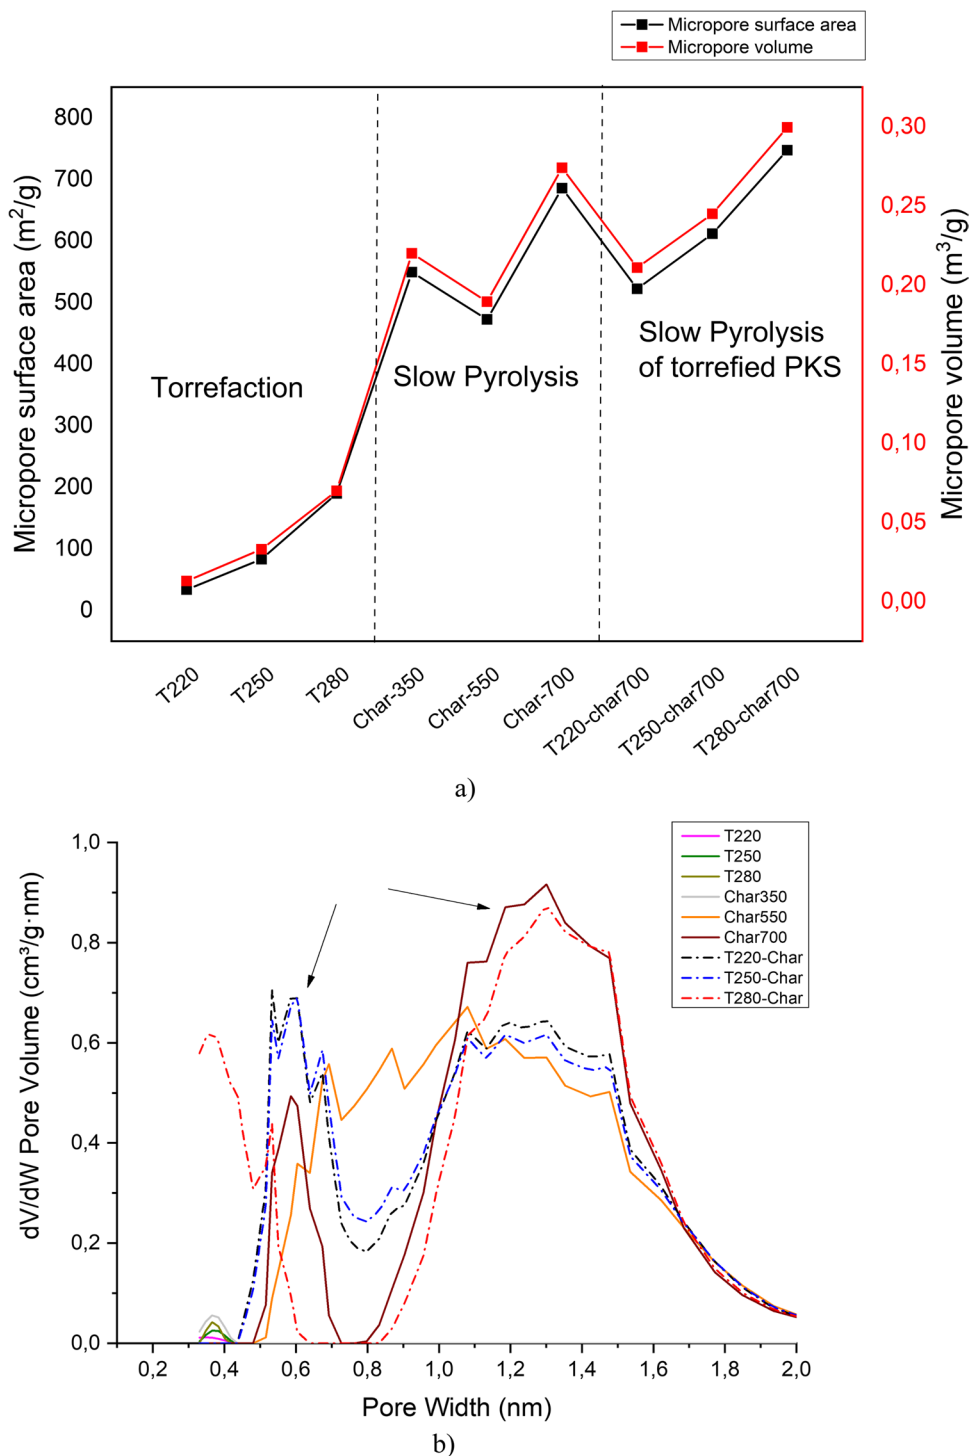 Micropore surface area
Micropore volume
800
700
600
500
400
300
200
100
0
Micropore surface area (m²/g)
0,30
0,25
0,20
0,15
0,10
0,05
0,00
Micropore volume (m³/g)
Torrefaction
Slow Pyrolysis
Slow Pyrolysis
of torrefied PKS
T220
T250
T280
Char-350
Char-550
Char-700
T220-char700
T250-char700
T280-char700
a)
1,0
0,8
0,6
0,4
0,2
0,0
dV/dW Pore Volume (cm³/g·nm)
T220
T250
T280
Char350
Char550
Char700
T220-Char
T250-Char
T280-Char
0,2
0,4
0,6
0,8
1,0
1,2
1,4
1,6
1,8
2,0
Pore Width (nm)
b)